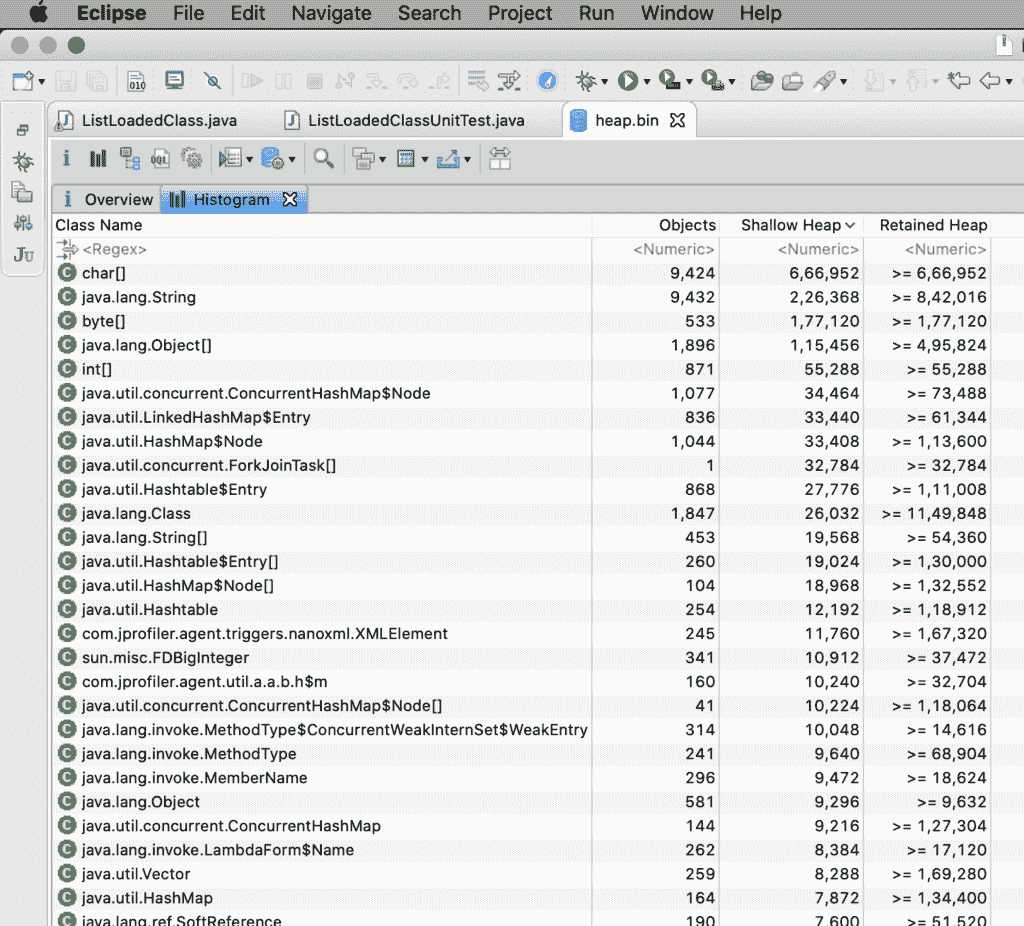 Eclipse File Edit Navigate Search Project Run Window Help
010
ListLoadedClass.java ListLoadedClassUnitTest.java heap.bin
i OQL
i Overview Histogram
Ju
Class Name Objects Shallow Heap Retained Heap
<Regex> <Numeric> <Numeric> <Numeric>
C char[] 9,424 6,66,952 >= 6,66,952
C java.lang.String 9,432 2,26,368 >= 8,42,016
C byte[] 533 1,77,120 >= 1,77,120
C java.lang.Object[] 1,896 1,15,456 >= 4,95,824
C int[] 871 55,288 >= 55,288
C java.util.concurrent.ConcurrentHashMap$Node 1,077 34,464 >= 73,488
C java.util.LinkedHashMap$Entry 836 33,440 >= 61,344
C java.util.HashMap$Node 1,044 33,408 >= 1,13,600
C java.util.concurrent.ForkJoinTask[] 1 32,784 >= 32,784
C java.util.Hashtable$Entry 868 27,776 >= 1,11,008
C java.lang.Class 1,847 26,032 >= 11,49,848
C java.lang.String[] 453 19,568 >= 54,360
C java.util.Hashtable$Entry[] 260 19,024 >= 1,30,000
C java.util.HashMap$Node[] 104 18,968 >= 1,32,552
C java.util.Hashtable 254 12,192 >= 1,18,912
C com.jprofiler.agent.triggers.nanoxml.XMLElement 245 11,760 >= 1,67,320
C sun.misc.FDBigInteger 341 10,912 >= 37,472
C com.jprofiler.agent.util.a.a.b.h$m 160 10,240 >= 32,704
C java.util.concurrent.ConcurrentHashMap$Node[] 41 10,224 >= 1,18,064
C java.lang.invoke.MethodType$ConcurrentWeakInternSet$WeakEntry 314 10,048 >= 14,616
C java.lang.invoke.MethodType 241 9,640 >= 68,904
C java.lang.invoke.MemberName 296 9,472 >= 18,624
C java.lang.Object 581 9,296 >= 9,632
C java.util.concurrent.ConcurrentHashMap 144 9,216 >= 1,27,304
C java.lang.invoke.LambdaForm$Name 262 8,384 >= 17,120
C java.util.Vector 259 8,288 >= 1,69,280
C java.util.HashMap 164 7,872 >= 1,34,400
C java.lang.ref.SoftReference 190 7,600 >= 51,520